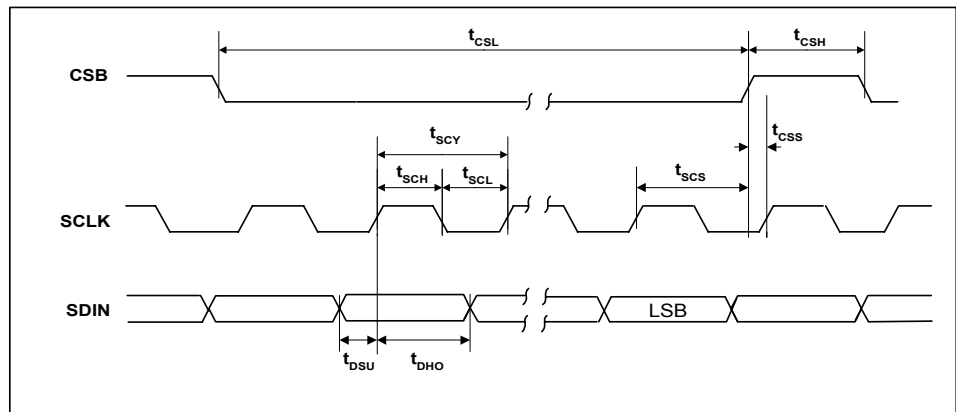 tCSL
tCSH
CSB
tCSS
tSCY
tSCH
tSCL
tSCS
SCLK
SDIN
LSB
tDSU
tDHO